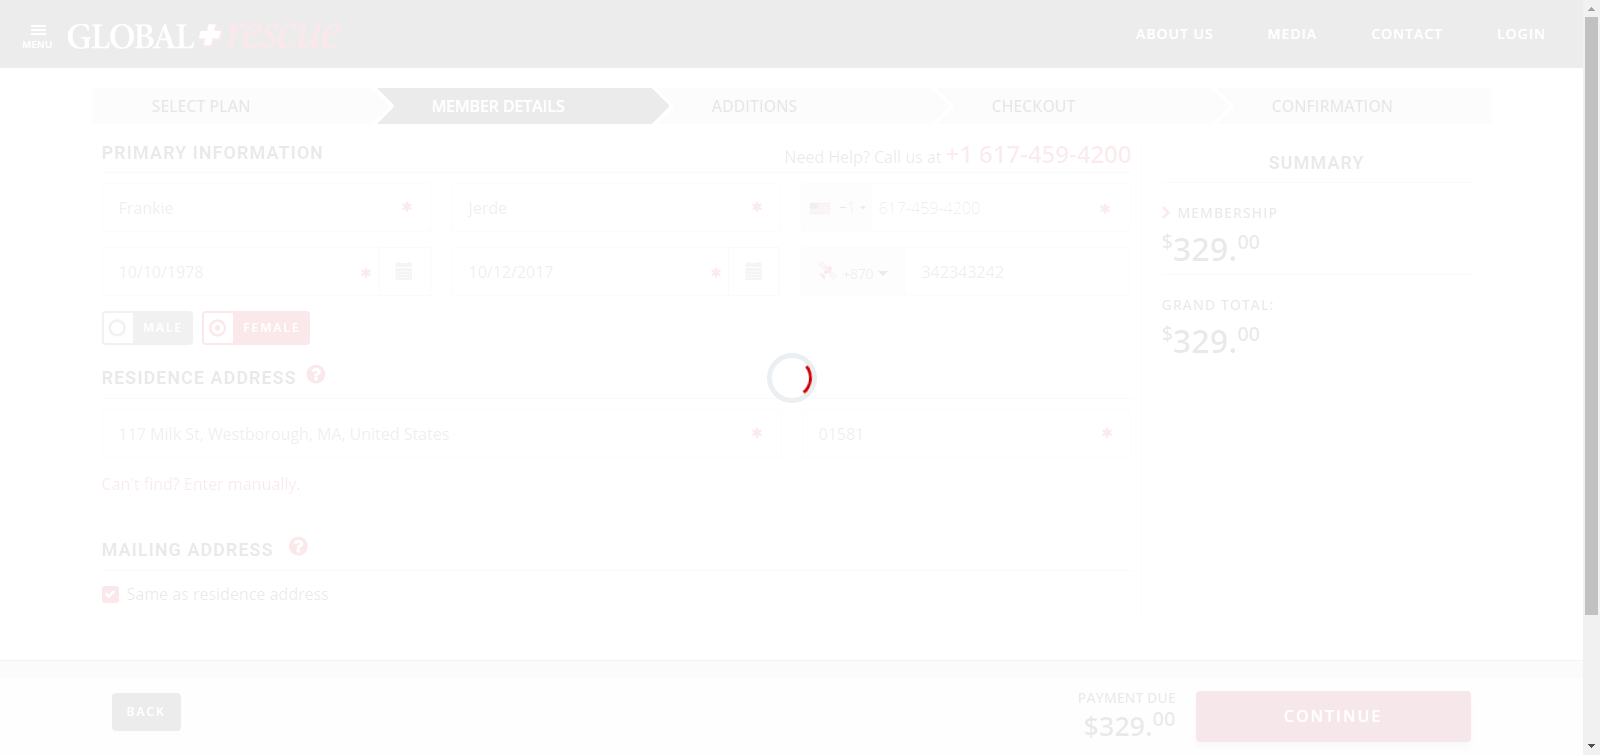 MENU
GLOBAL rescue
ABOUT US
MEDIA
CONTACT
LOGIN
SELECT PLAN
MEMBER DETAILS
ADDITIONS
CHECKOUT
CONFIRMATION
PRIMARY INFORMATION
Need Help? Call us at +1 617-459-4200
SUMMARY
Frankie
Jerde
+1
617-459-4200
MEMBERSHIP
$329.00
10/10/1978
10/12/2017
+870
342343242
GRAND TOTAL:
$329.00
MALE
FEMALE
RESIDENCE ADDRESS
117 Milk St, Westborough, MA, United States
01581
Can't find? Enter manually.
MAILING ADDRESS
Same as residence address
BACK
PAYMENT DUE
$329.00
CONTINUE